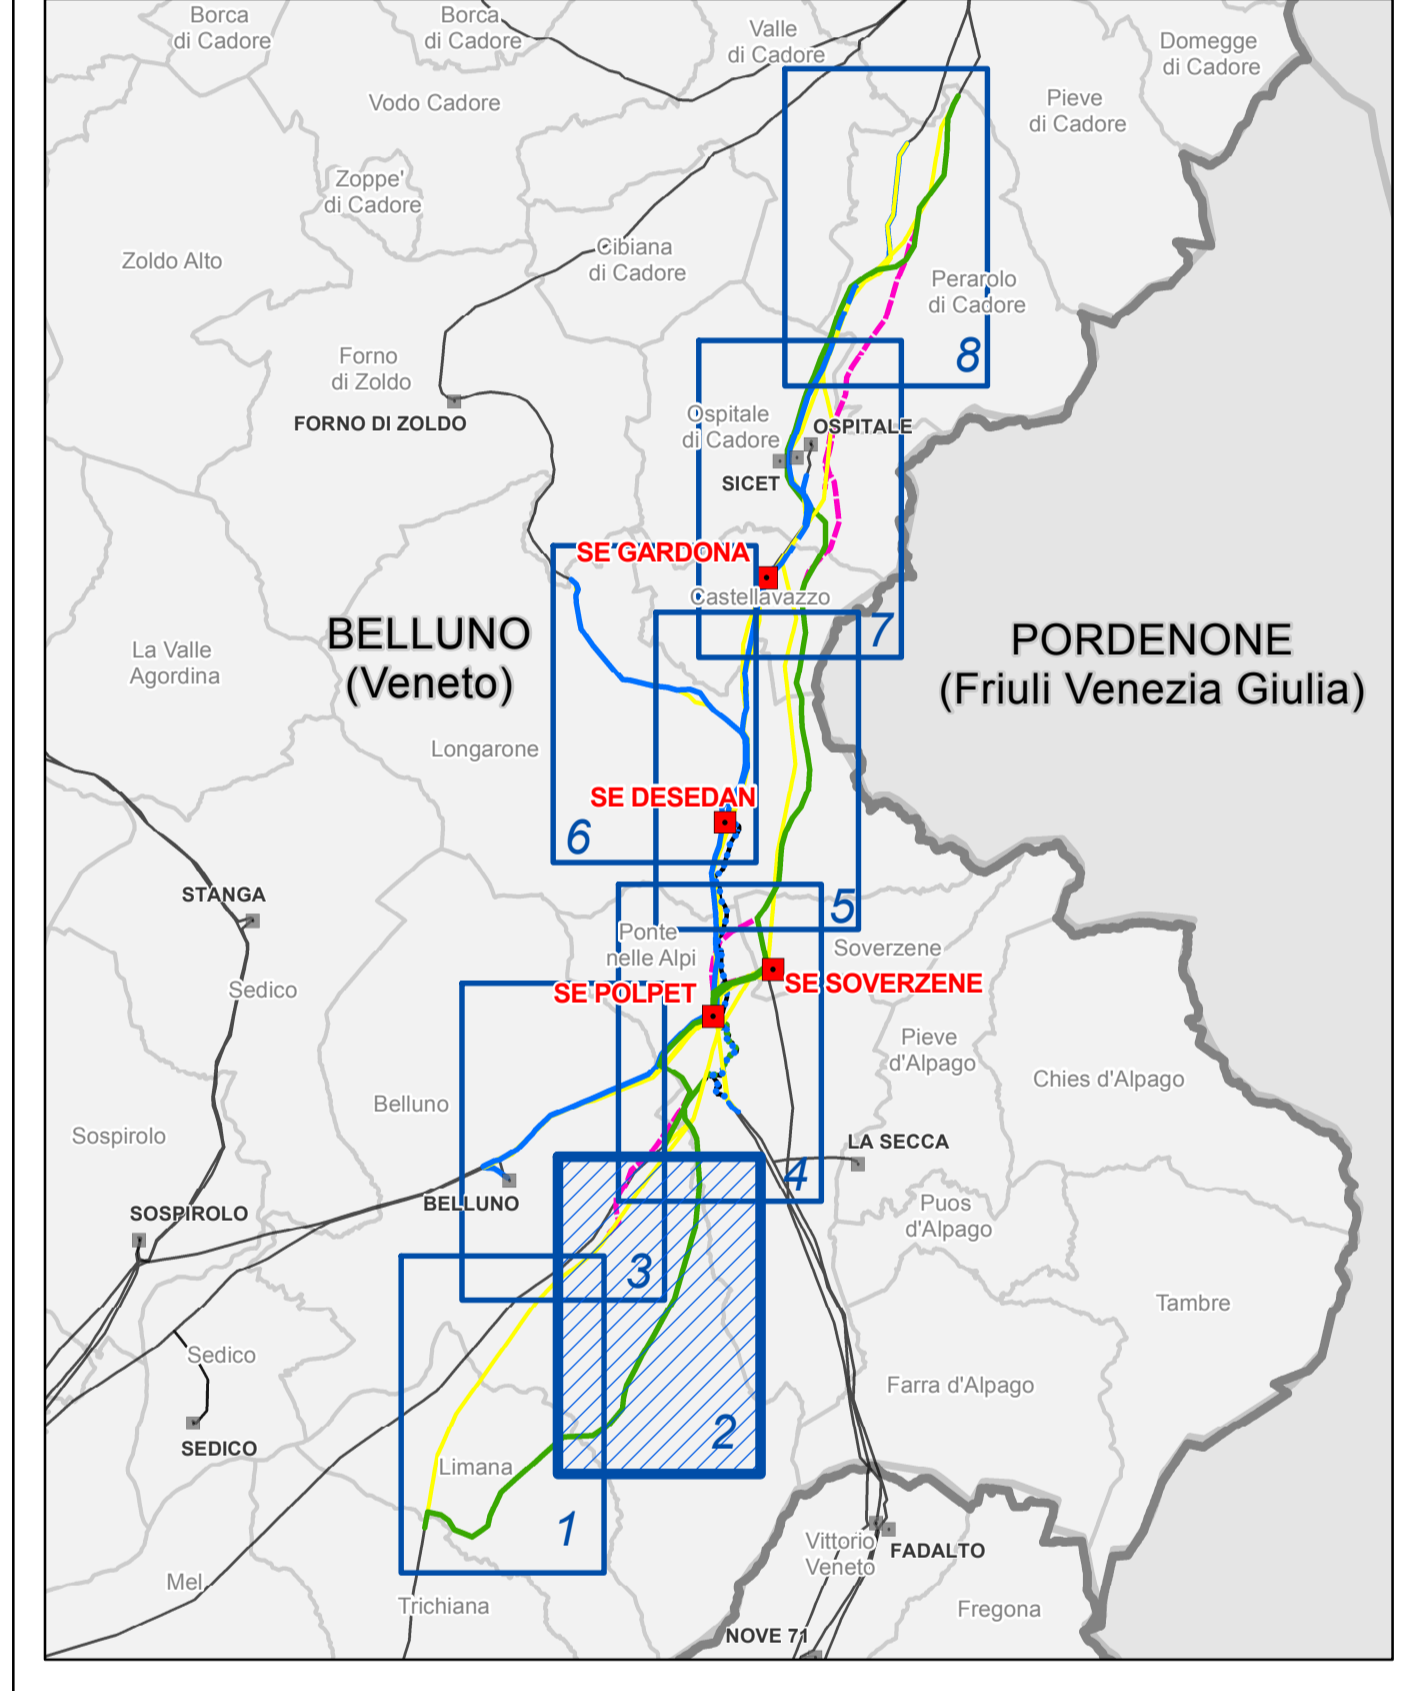 Borca
di Cadore
Borca
di Cadore
Valle
di Cadore
Domegge
di Cadore
Vodo Cadore
Pieve
di Cadore
Zoppe'
di Cadore
Zoldo Alto
Cibiana
di Cadore
Perarolo
di Cadore
8
Forno
di Zoldo
FORNO DI ZOLDO
Ospitale
di Cadore
OSPITALE
SICET
SE GARDONA
Castellavazzo
7
BELLUNO
(Veneto)
PORDENONE
(Friuli Venezia Giulia)
La Valle
Agordina
Longarone
SE DESEDAN
6
STANGA
5
Ponte
nelle Alpi
Soverzene
Sedico
SE POLPET
SE SOVERZENE
Pieve
d'Alpago
Chies d'Alpago
Belluno
Sospirolo
LA SECCA
4
BELLUNO
SOSPIROLO
Puos
d'Alpago
3
Tambre
Sedico
Farra d'Alpago
2
SEDICO
Limana
1
Vittorio
Veneto
FADALTO
Mel
Trichiana
Fregona
NOVE 71